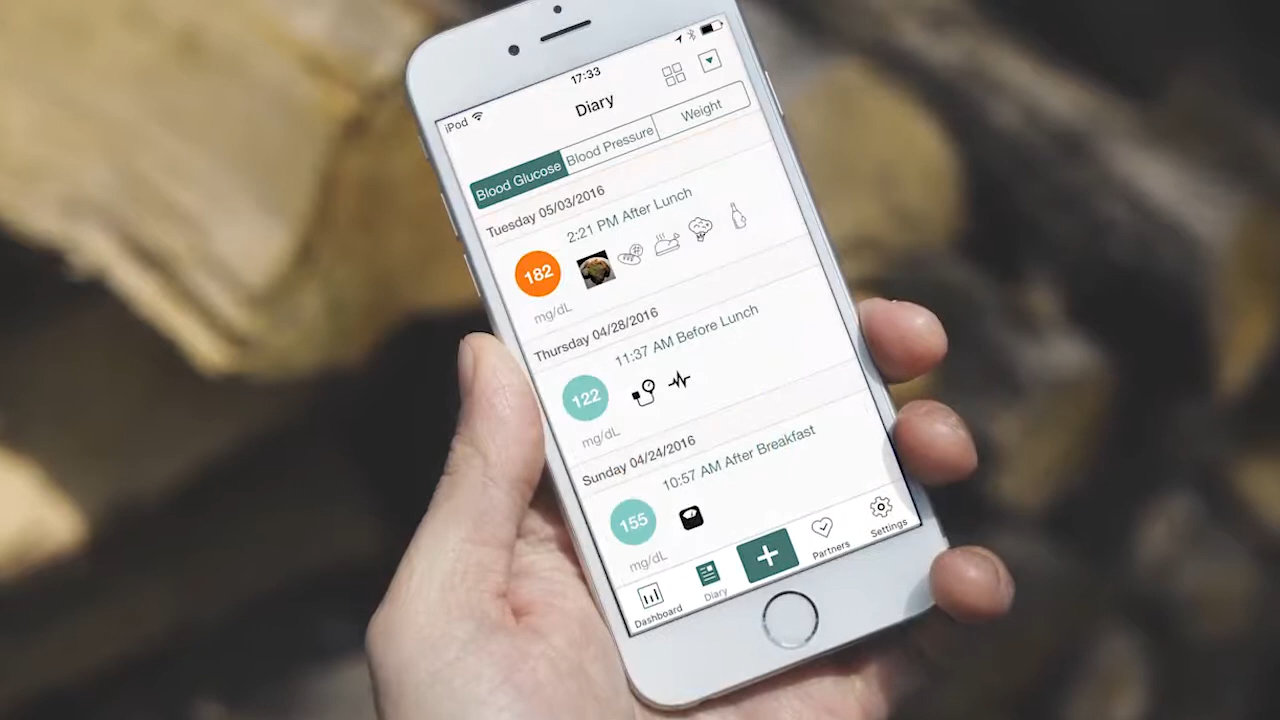 17:33
iPod
Diary
Blood Glucose Blood Pressure Weight
Tuesday 05/03/2016
2:21 PM After Lunch
182
mg/dL
Thursday 04/28/2016
11:37 AM Before Lunch
122
mg/dL
Sunday 04/24/2016
10:57 AM After Breakfast
155
mg/dL
Dashboard Diary + Partners Settings